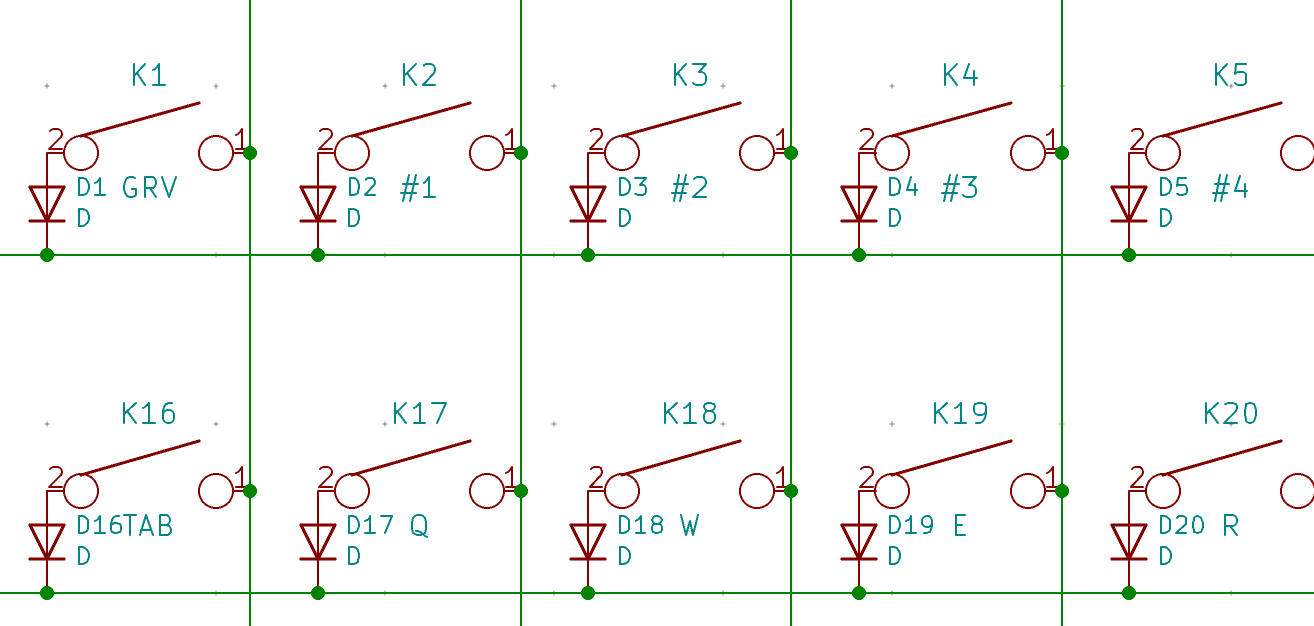 K1 K2 K3 K4 K5
2 1 2 1 2 1 2 1 2
D1 GRV D2 #1 D3 #2 D4 #3 D5 #4
D D D D D
K16 K17 K18 K19 K20
2 1 2 1 2 1 2 1 2
D16TAB D17 Q D18 W D19 E D20 R
D D D D D